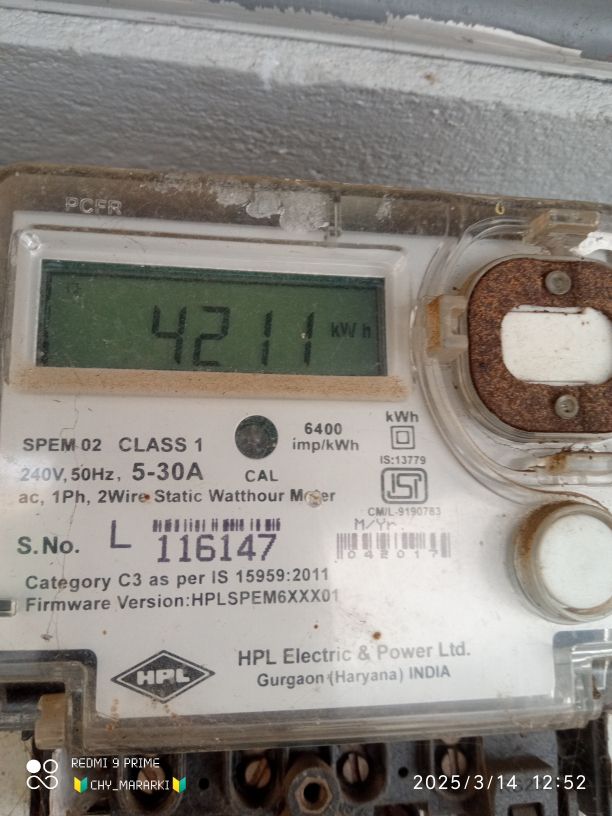 PCFR
4211 kWh
SPEM 02 CLASS 1
240V, 50Hz, 5-30A
ac, 1Ph, 2Wire Static Watthour Meter
CAL
6400
imp/kWh
kWh
IS:13779
ISI
CM/L-9190783
M/Yr.
042017
S.No. L 116147
Category C3 as per IS 15959:2011
Firmware Version:HPLSPEM6XXX01
HPL
HPL Electric & Power Ltd.
Gurgaon (Haryana) INDIA
REDMI 9 PRIME
🔰CHY_MARARKI🔰
2025/3/14 12:52